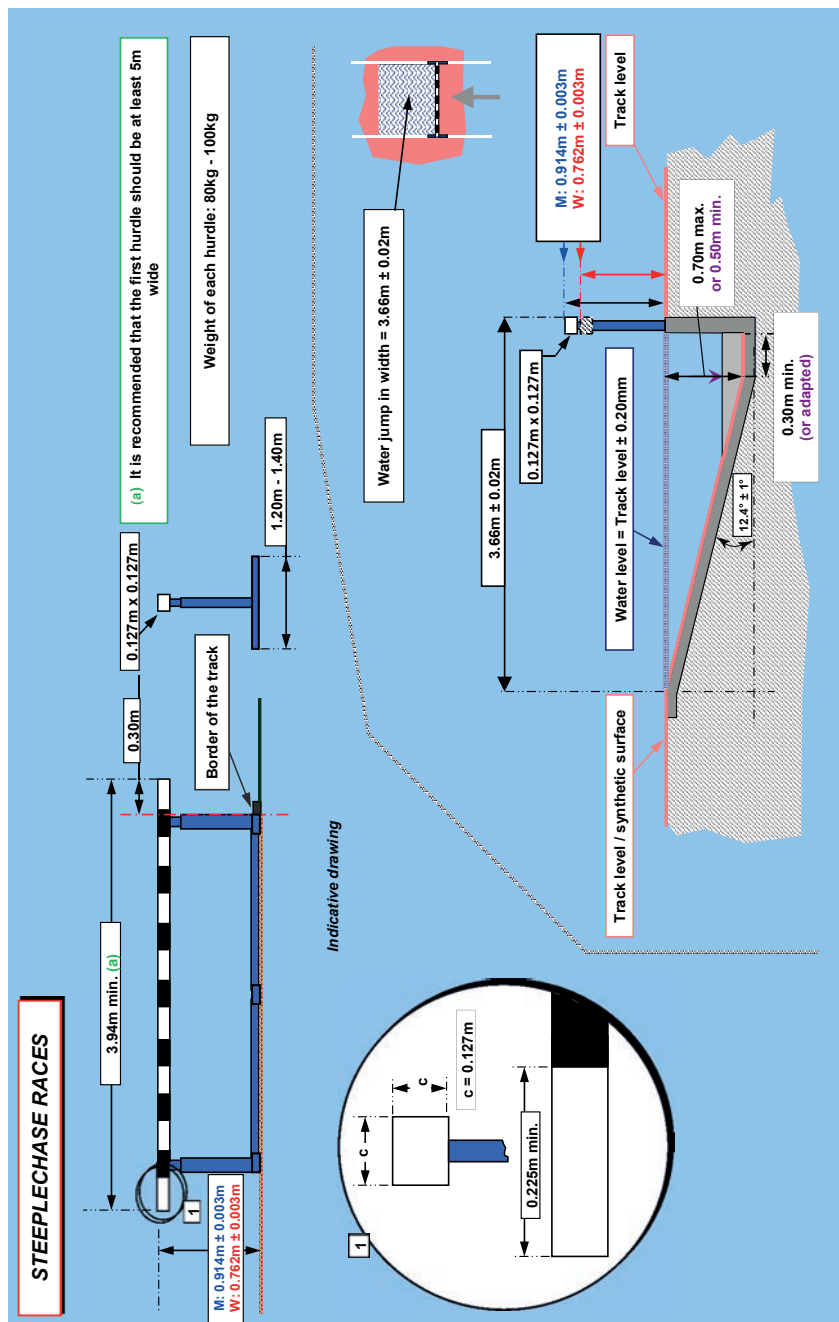 STEEPLECHASE RACES
3.94m min. (a)
0.30m
0.127m x 0.127m
(a) It is recommended that the first hurdle should be at least 5m
wide
Weight of each hurdle: 80kg - 100kg
1
M: 0.914m ± 0.003m
W: 0.762m ± 0.003m
Border of the track
1.20m - 1.40m
Indicative drawing
1
c
c
c = 0.127m
0.225m min.
Water jump in width = 3.66m ± 0.02m
3.66m ± 0.02m
0.127m x 0.127m
M: 0.914m ± 0.003m
W: 0.762m ± 0.003m
Track level / synthetic surface
Water level = Track level ± 0.20mm
Track level
0.70m max.
or 0.50m min.
12.4° ± 1°
0.30m min.
(or adapted)